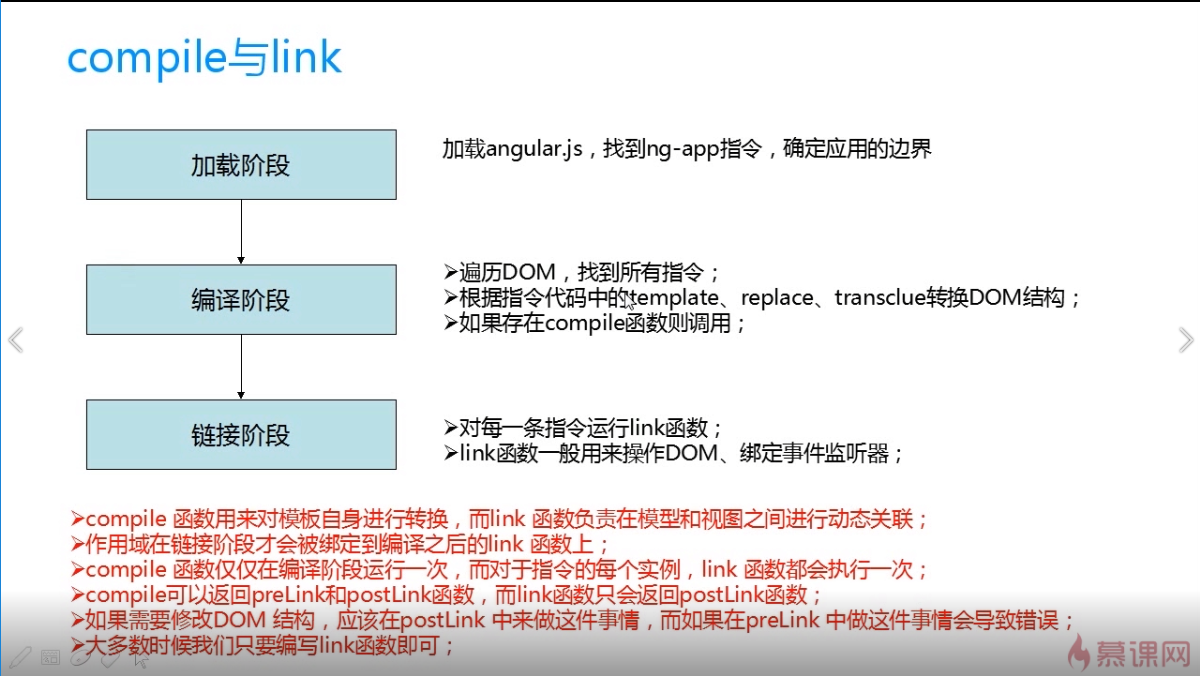 compile与link
加载阶段
加载angular.js，找到ng-app指令，确定应用的边界
编译阶段
➢遍历DOM，找到所有指令；
➢根据指令代码中的template、replace、transclue转换DOM结构；
➢如果存在compile函数则调用；
链接阶段
➢对每一条指令运行link函数；
➢link函数一般用来操作DOM、绑定事件监听器；
➢compile 函数用来对模板自身进行转换，而link 函数负责在模型和视图之间进行动态关联；
➢作用域在链接阶段才会被绑定到编译之后的link 函数上；
➢compile 函数仅仅在编译阶段运行一次，而对于指令的每个实例，link 函数都会执行一次；
➢compile可以返回preLink和postLink函数，而link函数只会返回postLink函数；
➢如果需要修改DOM 结构，应该在postLink 中来做这件事情，而如果在preLink 中做这件事情会导致错误；
➢大多数时候我们只要编写link函数即可；
慕课网